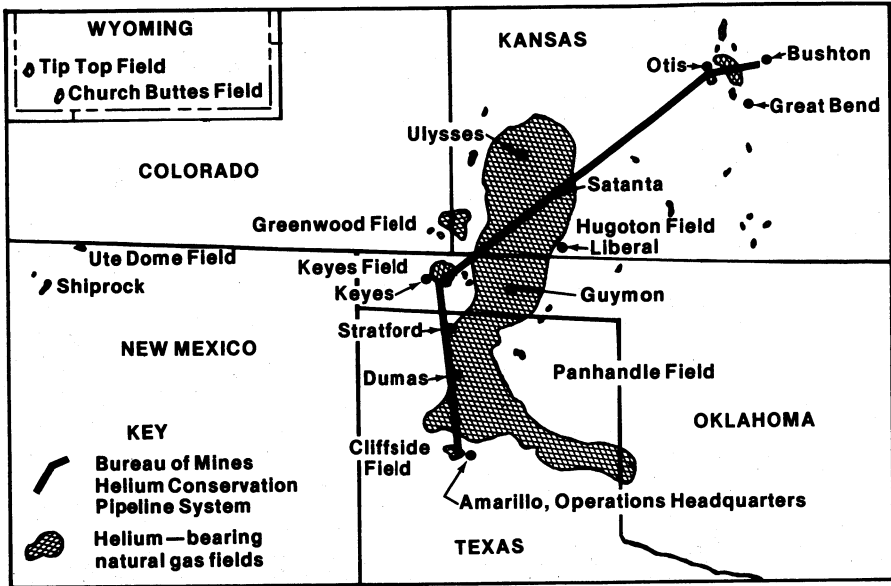 WYOMING
Tip Top Field
Church Buttes Field
KANSAS
Otis
Bushton
Great Bend
Ulysses
COLORADO
Satanta
Greenwood Field
Hugoton Field
Liberal
Ute Dome Field
Keyes Field
Shiprock
Keyes
Guymon
Stratford
NEW MEXICO
Dumas
Panhandle Field
OKLAHOMA
KEY
Cliffside
Field
Bureau of Mines
Helium Conservation
Pipeline System
Amarillo, Operations Headquarters
Helium—bearing
natural gas fields
TEXAS